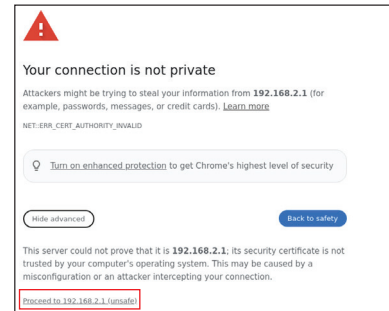 Your connection is not private
Attackers might be trying to steal your information from 192.168.2.1 (for
example, passwords, messages, or credit cards). Learn more
NET::ERR_CERT_AUTHORITY_INVALID
Turn on enhanced protection to get Chrome's highest level of security
Hide advanced
Back to safety
This server could not prove that it is 192.168.2.1; its security certificate is not
trusted by your computer's operating system. This may be caused by a
misconfiguration or an attacker intercepting your connection.
Proceed to 192.168.2.1 (unsafe)